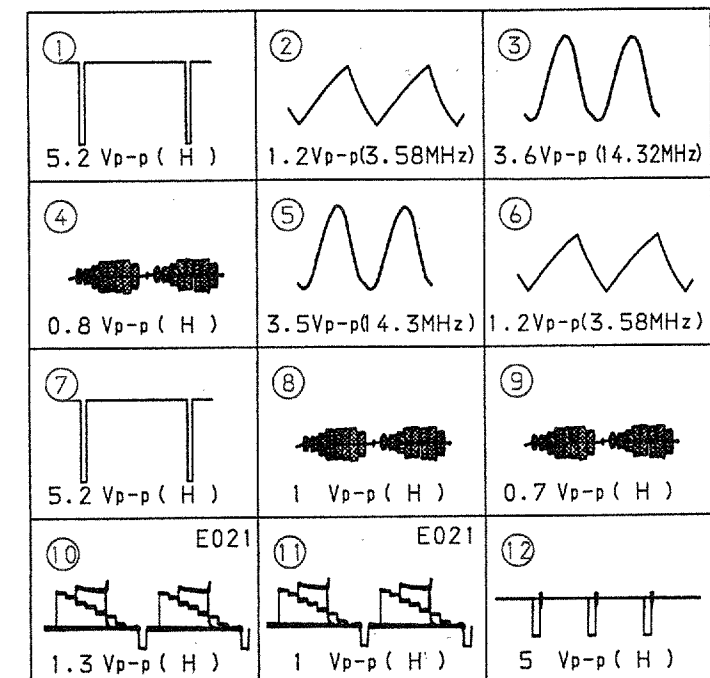 ① ② ③
5.2 Vp-p ( H ) 1.2Vp-p(3.58MHz) 3.6Vp-p (14.32MHz)
④ ⑤ ⑥
0.8 Vp-p ( H ) 3.5Vp-p(14.3MHz) 1.2Vp-p(3.58MHz)
⑦ ⑧ ⑨
5.2 Vp-p ( H ) 1 Vp-p ( H ) 0.7 Vp-p ( H )
⑩ E021 ⑪ E021 ⑫
1.3 Vp-p ( H ) 1 Vp-p ( H ) 5 Vp-p ( H )